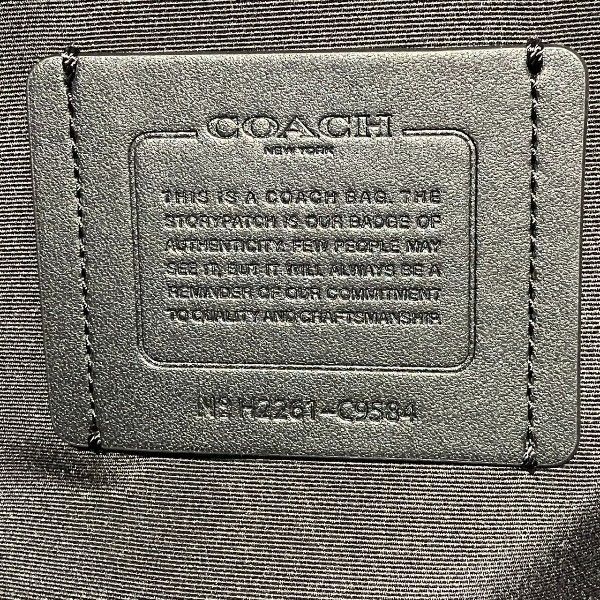 COACH
NEW YORK
THIS IS A COACH BAG. THE
STORYPATCH IS OUR BADGE OF
AUTHENTICITY. FEW PEOPLE MAY
SEE IT, BUT IT WILL ALWAYS BE A
REMINDER OF OUR COMMITMENT
TO QUALITY AND CRAFTSMANSHIP.
Nº H2261-C9584